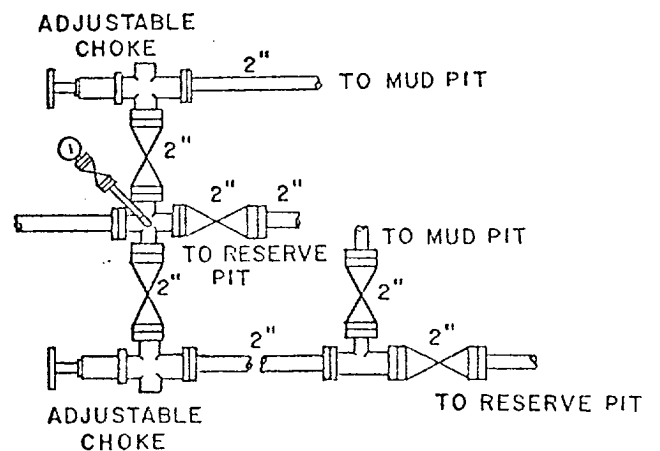 ADJUSTABLE
CHOKE
2"
TO MUD PIT
2"
1
2"
2"
TO RESERVE
PIT
TO MUD PIT
2"
2"
2"
2"
ADJUSTABLE
CHOKE
TO RESERVE PIT